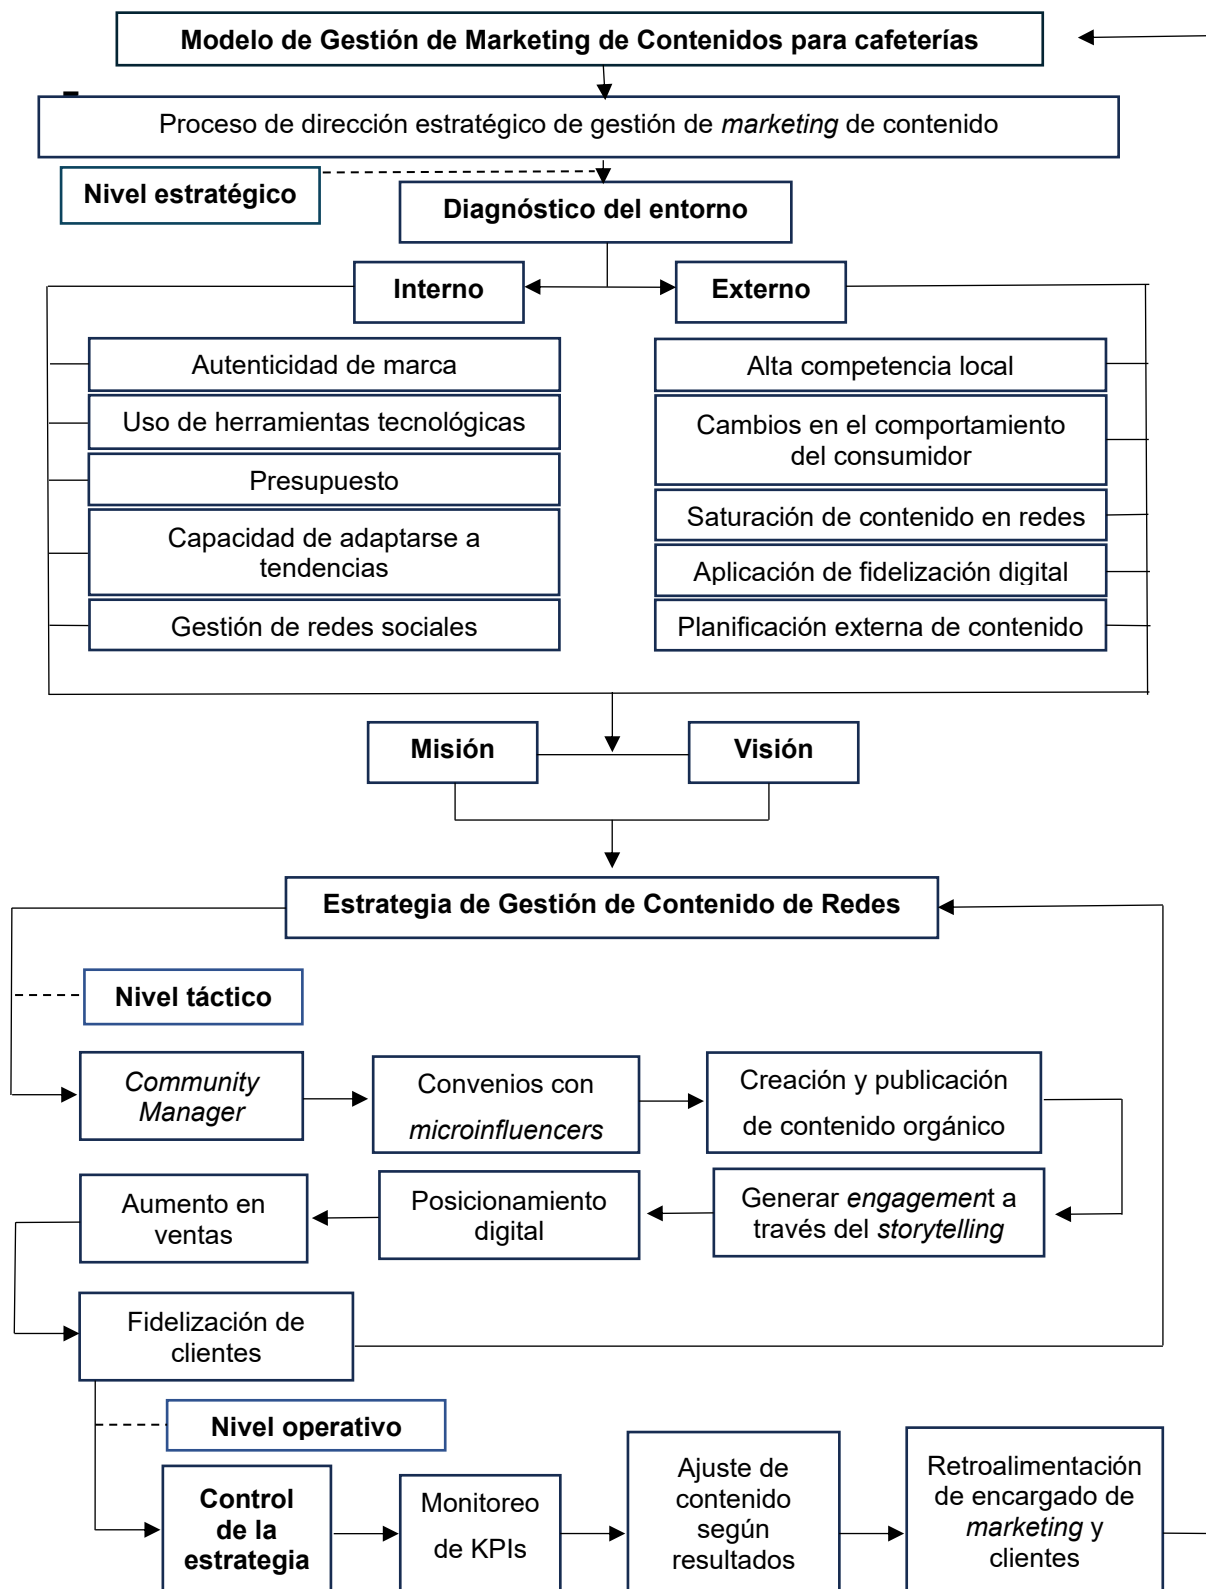 Modelo de Gestión de Marketing de Contenidos para cafeterías
Proceso de dirección estratégico de gestión de marketing de contenido
Nivel estratégico
Diagnóstico del entorno
Interno
Externo
Autenticidad de marca
Uso de herramientas tecnológicas
Presupuesto
Capacidad de adaptarse a
tendencias
Gestión de redes sociales
Alta competencia local
Cambios en el comportamiento
del consumidor
Saturación de contenido en redes
Aplicación de fidelización digital
Planificación externa de contenido
Misión
Visión
Estrategia de Gestión de Contenido de Redes
Nivel táctico
Community
Manager
Convenios con
microinfluencers
Creación y publicación
de contenido orgánico
Generar engagement a
través del storytelling
Posicionamiento
digital
Aumento en
ventas
Fidelización de
clientes
Nivel operativo
Control
de la
estrategia
Monitoreo
de KPIs
Ajuste de
contenido
según
resultados
Retroalimentación
de encargado de
marketing y
clientes